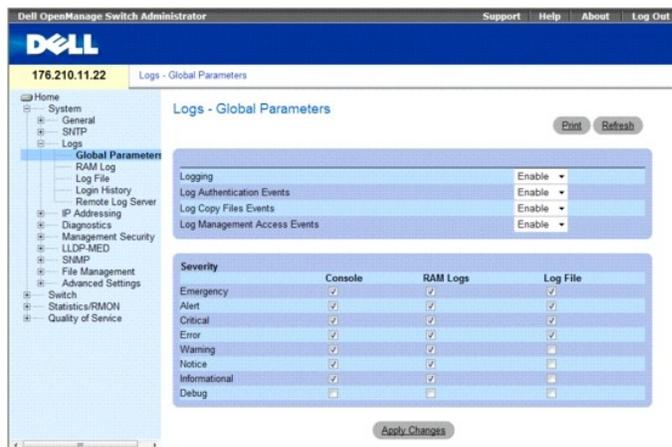 Dell OpenManage Switch Administrator Support Help About Log Out
DELL
176.210.11.22 Logs - Global Parameters
Home
System
General
SNTP
Logs
Global Parameters
RAM Log
Log File
Login History
Remote Log Server
IP Addressing
Diagnostics
Management Security
LLDP-MED
SNMP
File Management
Advanced Settings
Switch
Statistics/RMON
Quality of Service
Logs - Global Parameters
Print Refresh
Logging Enable
Log Authentication Events Enable
Log Copy Files Events Enable
Log Management Access Events Enable
Severity
Console RAM Logs Log File
Emergency
Alert
Critical
Error
Warning
Notice
Informational
Debug
Apply Changes